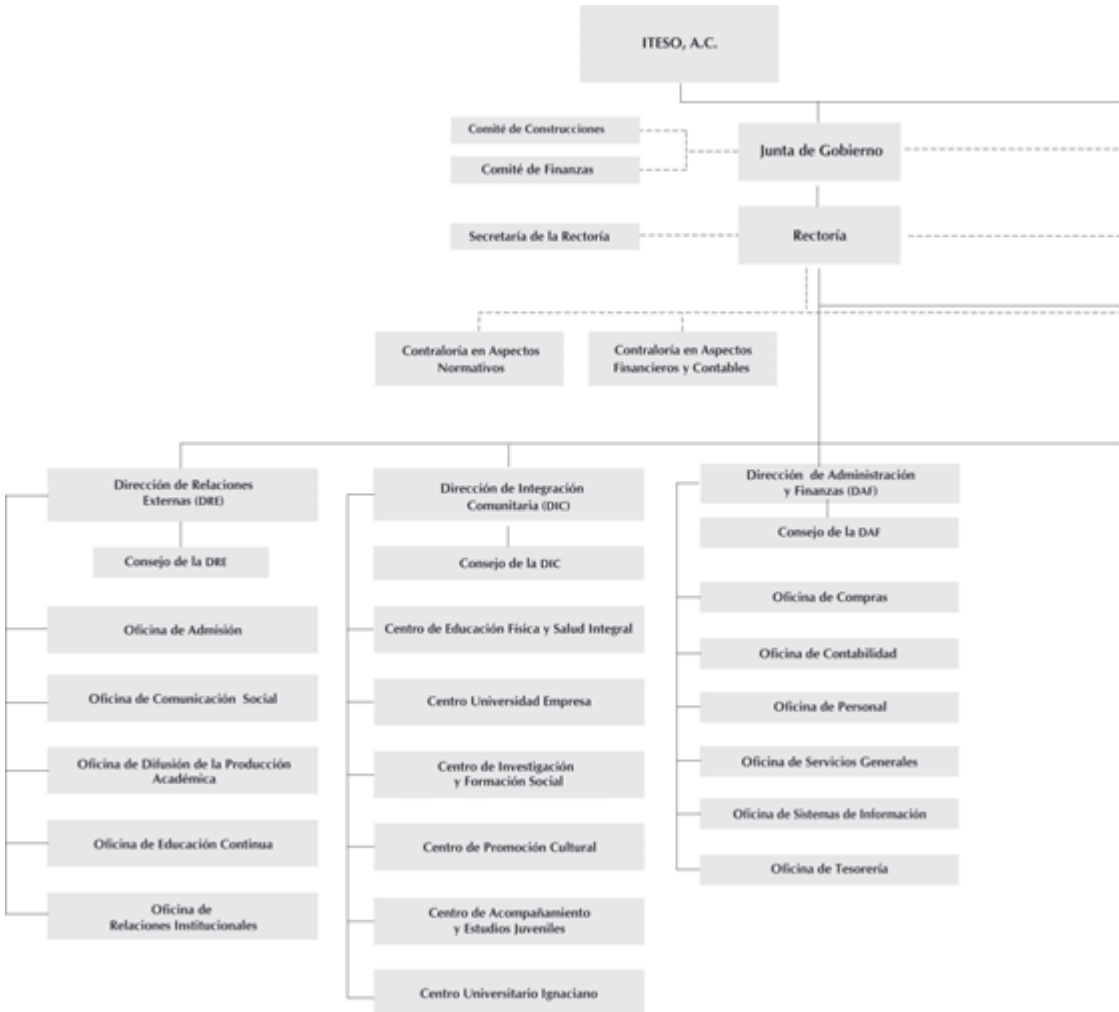 ITESO, A.C.
Comité de Construcciones
Comité de Finanzas
Junta de Gobierno
Secretaría de la Rectoría
Rectoría
Contraloría en Aspectos
Normativos
Contraloría en Aspectos
Financieros y Contables
Dirección de Relaciones
Externas (DRE)
Consejo de la DRE
Oficina de Admisión
Oficina de Comunicación Social
Oficina de Difusión de la Producción
Académica
Oficina de Educación Continua
Oficina de
Relaciones Institucionales
Dirección de Integración
Comunitaria (DIC)
Consejo de la DIC
Centro de Educación Física y Salud Integral
Centro Universidad Empresa
Centro de Investigación
y Formación Social
Centro de Promoción Cultural
Centro de Acompañamiento
y Estudios Juveniles
Centro Universitario Ignaciano
Dirección de Administración
y Finanzas (DAF)
Consejo de la DAF
Oficina de Compras
Oficina de Contabilidad
Oficina de Personal
Oficina de Servicios Generales
Oficina de Sistemas de Información
Oficina de Tesorería